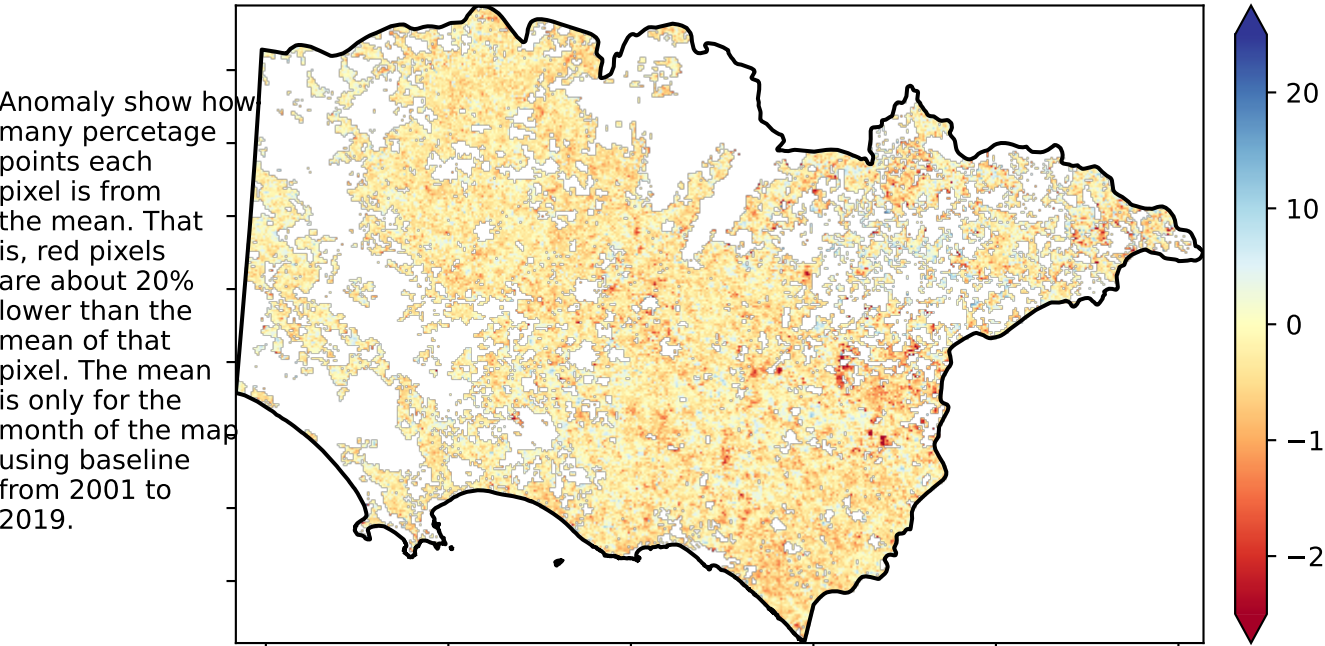 Anomaly show how
many percetage
points each
pixel is from
the mean. That
is, red pixels
are about 20%
lower than the
mean of that
pixel. The mean
is only for the
month of the map
using baseline
from 2001 to
2019.
20
10
0
−1
−2